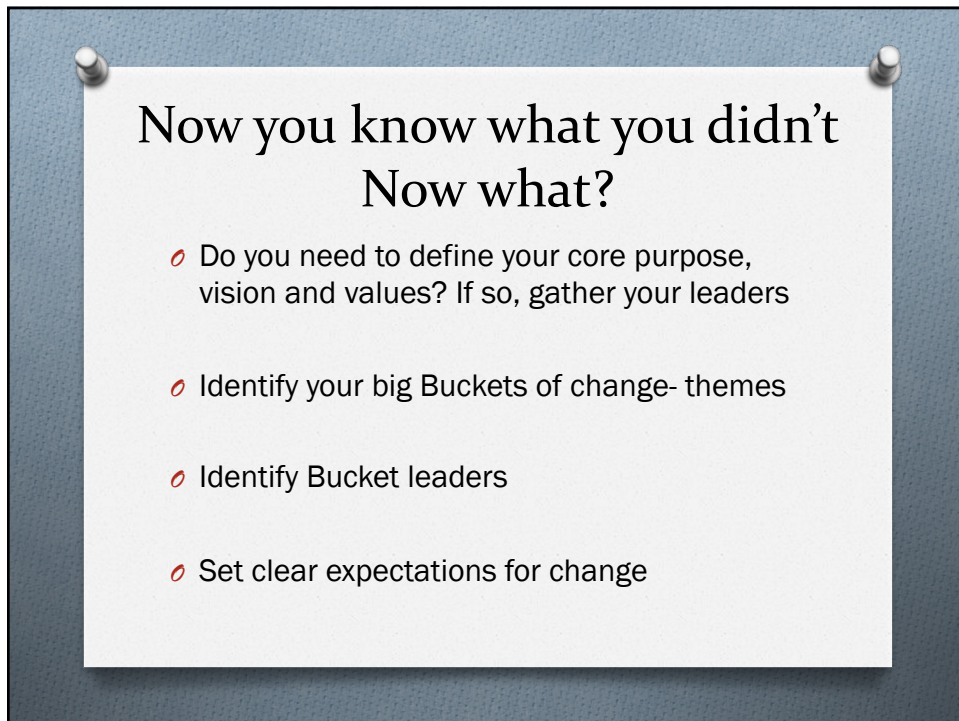 Now you know what you didn’t
Now what?
Do you need to define your core purpose,
vision and values? If so, gather your leaders
Identify your big Buckets of change- themes
Identify Bucket leaders
Set clear expectations for change